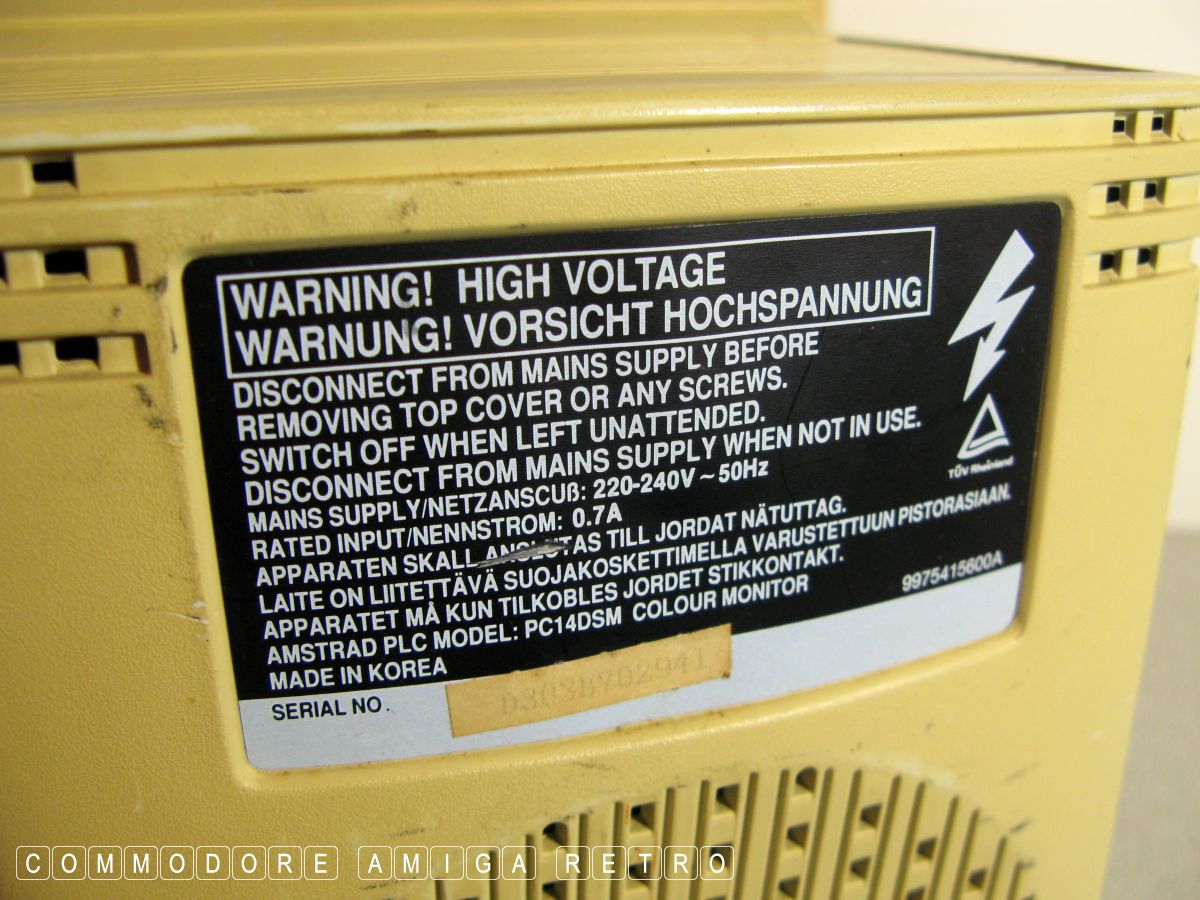 WARNING! HIGH VOLTAGE
WARNUNG! VORSICHT HOCHSPANNUNG
DISCONNECT FROM MAINS SUPPLY BEFORE
REMOVING TOP COVER OR ANY SCREWS.
SWITCH OFF WHEN LEFT UNATTENDED.
DISCONNECT FROM MAINS SUPPLY WHEN NOT IN USE.
TÜV Rheinland
MAINS SUPPLY/NETZANSCUß: 220-240V ~ 50Hz
RATED INPUT/NENNSTROM: 0.7A
APPARATEN SKALL ANSLUTAS TILL JORDAT NÄTUTTAG.
LAITE ON LIITETTÄVÄ SUOJAKOSKETTIMELLA VARUSTETTUUN PISTORASIAAN.
APPARATET MÅ KUN TILKOBLES JORDET STIKKONTAKT.
AMSTRAD PLC MODEL: PC14DSM COLOUR MONITOR
9975415600A
MADE IN KOREA
SERIAL NO.
COMMODORE AMIGA RETRO